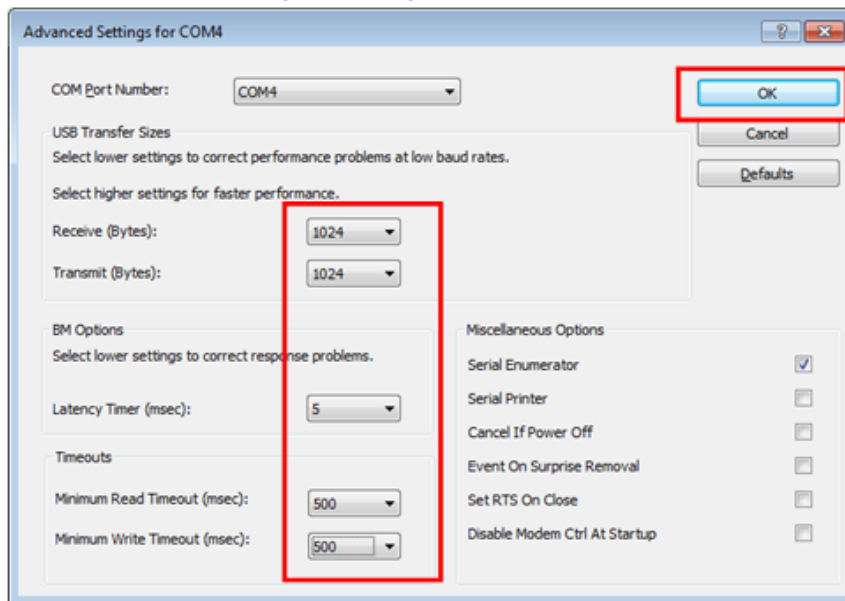 Advanced Settings for COM4
COM Port Number: COM4
OK
USB Transfer Sizes
Cancel
Select lower settings to correct performance problems at low baud rates.
Defaults
Select higher settings for faster performance.
Receive (Bytes): 1024
Transmit (Bytes): 1024
BM Options
Select lower settings to correct response problems.
Latency Timer (msec): 5
Timeouts
Minimum Read Timeout (msec): 500
Minimum Write Timeout (msec): 500
Miscellaneous Options
Serial Enumerator
Serial Printer
Cancel If Power Off
Event On Surprise Removal
Set RTS On Close
Disable Modem Ctrl At Startup